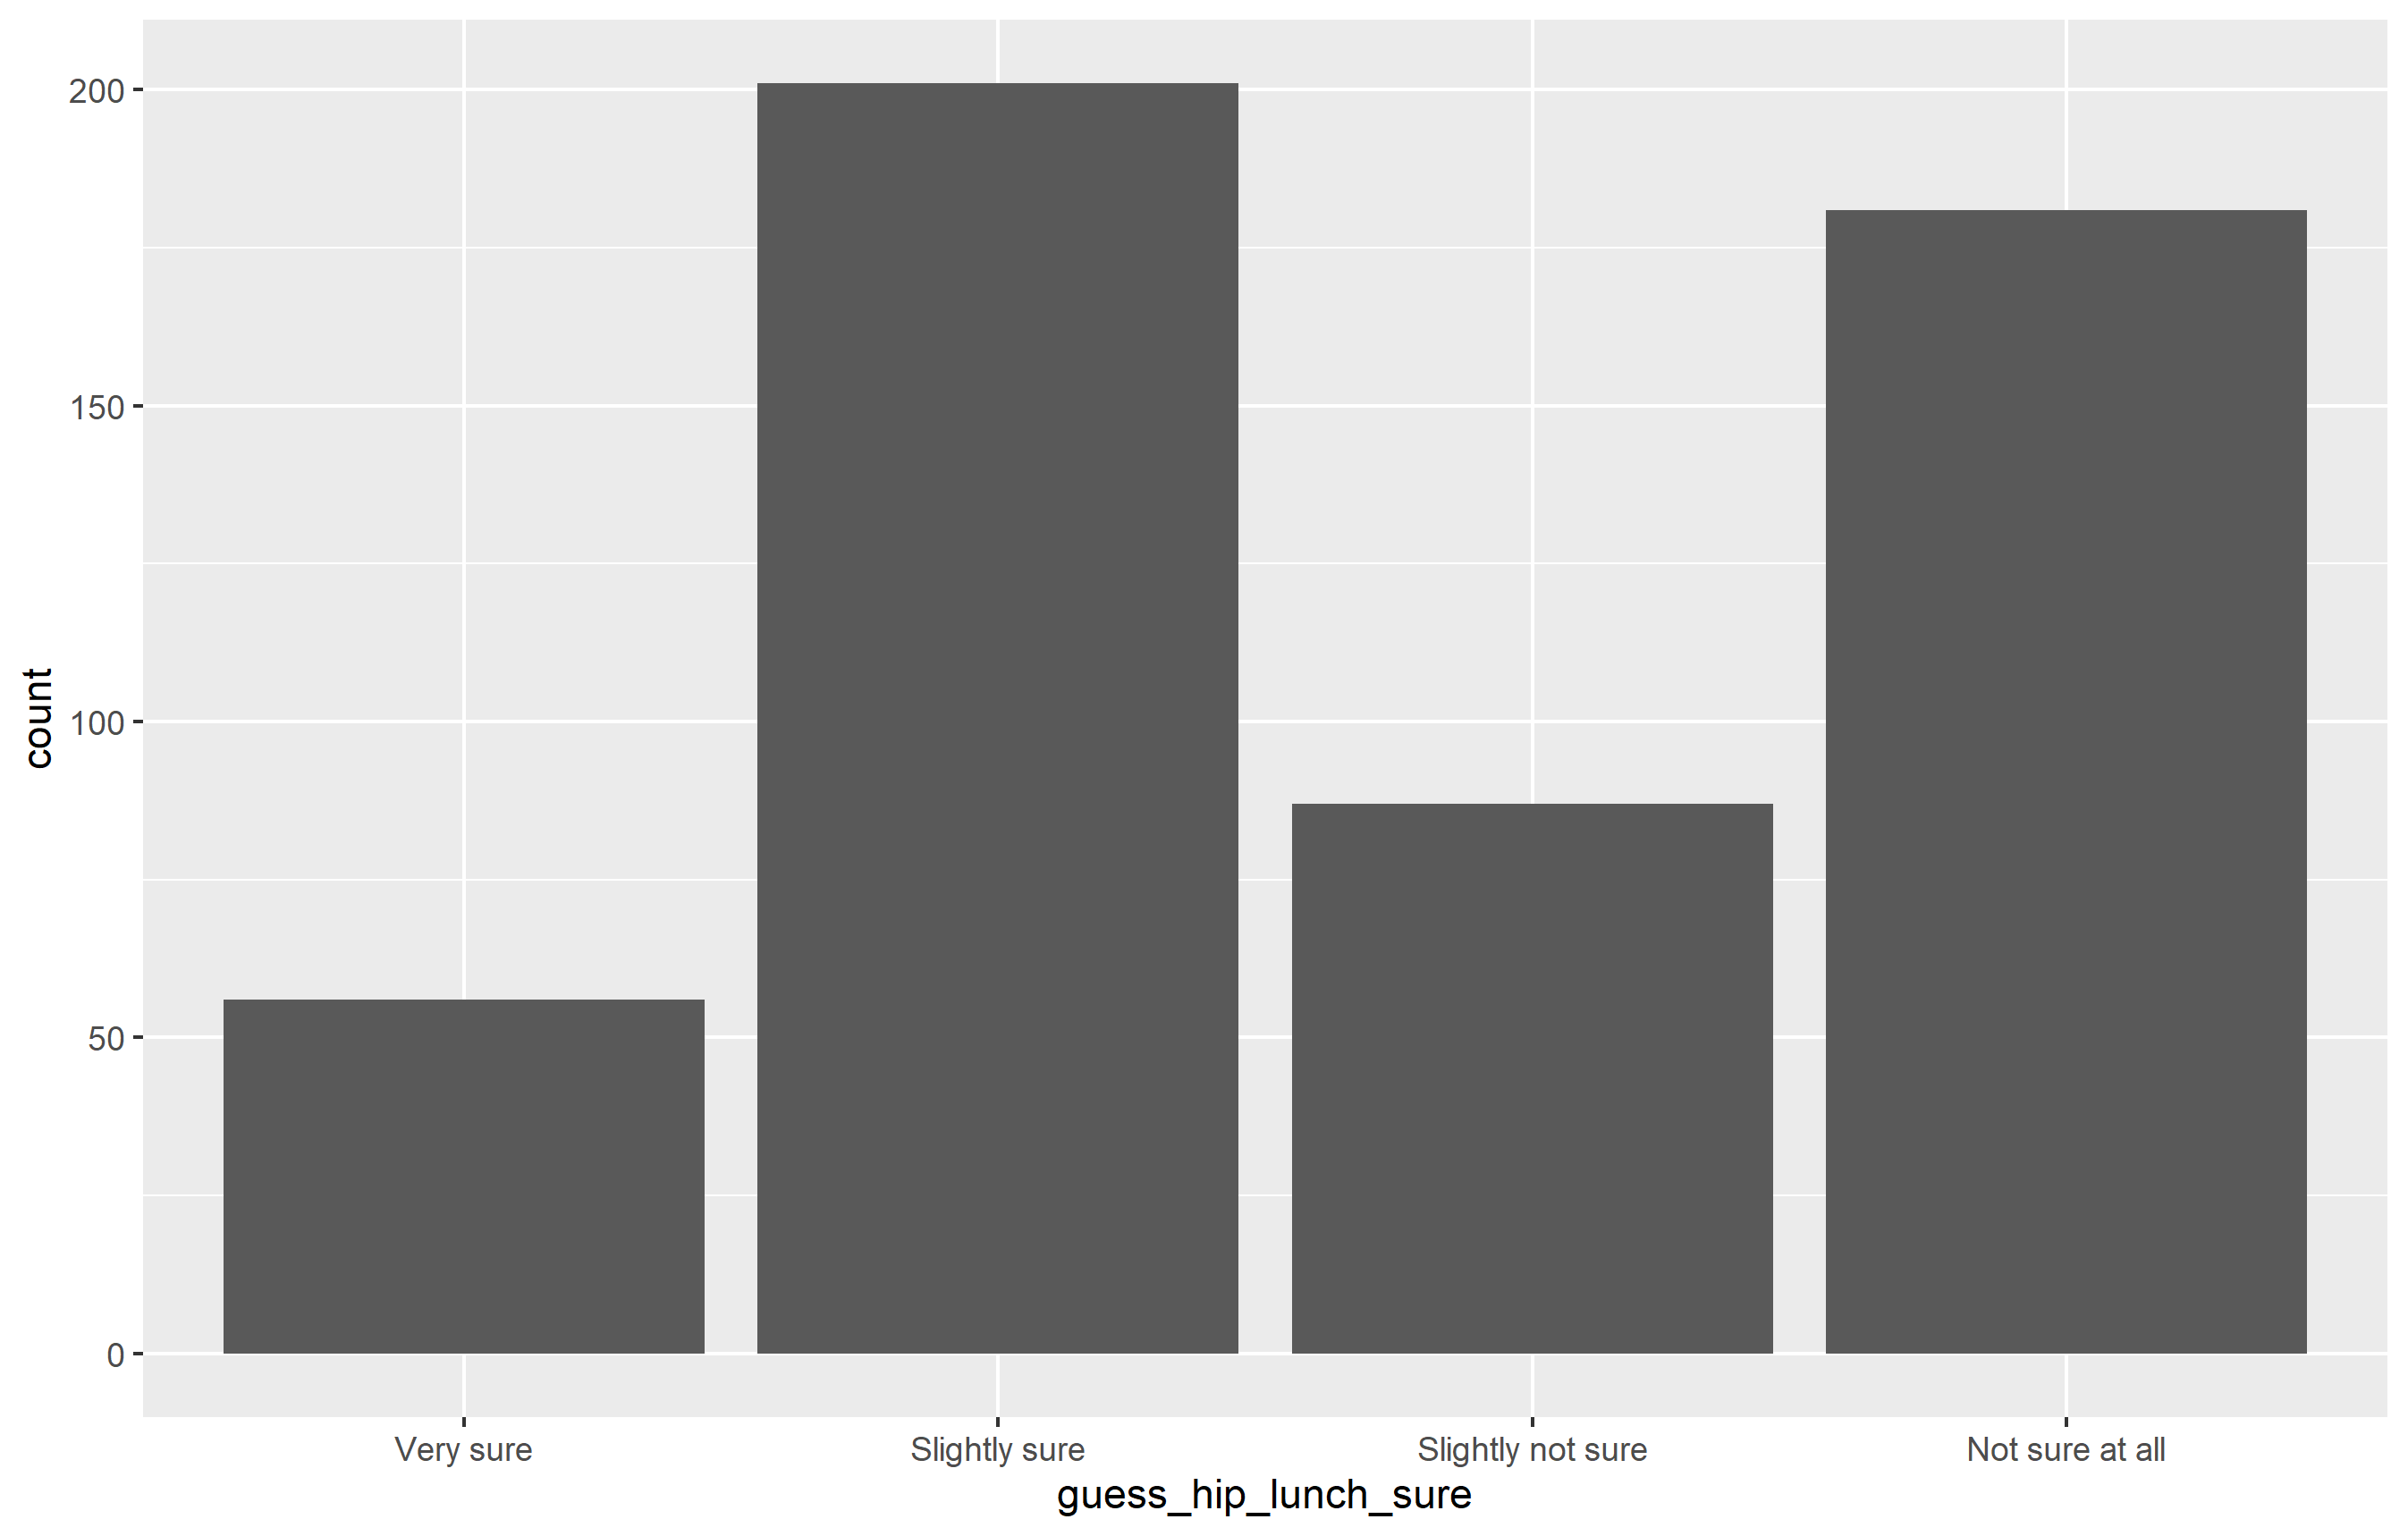 200
150
100
50
0
count
Very sure
Slightly sure
Slightly not sure
Not sure at all
guess_hip_lunch_sure